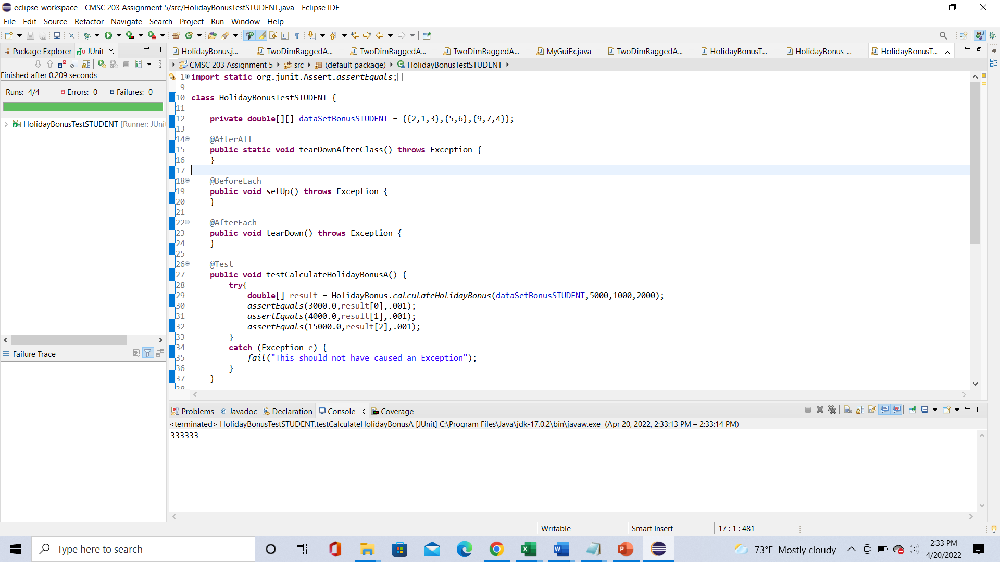 eclipse-workspace - CMSC 203 Assignment 5/src/HolidayBonusTestSTUDENT.java - Eclipse IDE
File Edit Source Refactor Navigate Search Project Run Window Help
Package Explorer JUnit
HolidayBonus.j... TwoDimRaggedA... TwoDimRaggedA... TwoDimRaggedA... MyGuiFx.java TwoDimRaggedA... HolidayBonusT... HolidayBonus_... HolidayBonusT...
CMSC 203 Assignment 5 src (default package) HolidayBonusTestSTUDENT
Finished after 0.209 seconds
Runs: 4/4 Errors: 0 Failures: 0
HolidayBonusTestSTUDENT [Runner: JUnit
Failure Trace
1 import static org.junit.Assert.assertEquals;
9
10 class HolidayBonusTestSTUDENT {
11
12 private double[][] dataSetBonusSTUDENT = {{2,1,3},{5,6},{9,7,4}};
13
14 @AfterAll
15 public static void tearDownAfterClass() throws Exception {
16 }
17
18 @BeforeEach
19 public void setUp() throws Exception {
20 }
21
22 @AfterEach
23 public void tearDown() throws Exception {
24 }
25
26 @Test
27 public void testCalculateHolidayBonusA() {
28 try{
29 double[] result = HolidayBonus.calculateHolidayBonus(dataSetBonusSTUDENT,5000,1000,2000);
30 assertEquals(3000.0,result[0],.001);
31 assertEquals(4000.0,result[1],.001);
32 assertEquals(15000.0,result[2],.001);
33 }
34 catch (Exception e) {
35 fail("This should not have caused an Exception");
36 }
37 }
38
Problems @ Javadoc Declaration Console Coverage
<terminated> HolidayBonusTestSTUDENT.testCalculateHolidayBonusA [JUnit] C:\Program Files\Java\jdk-17.0.2\bin\javaw.exe (Apr 20, 2022, 2:33:13 PM – 2:33:14 PM)
333333
Writable Smart Insert 17 : 1 : 481
Type here to search
73°F Mostly cloudy
2:33 PM
4/20/2022